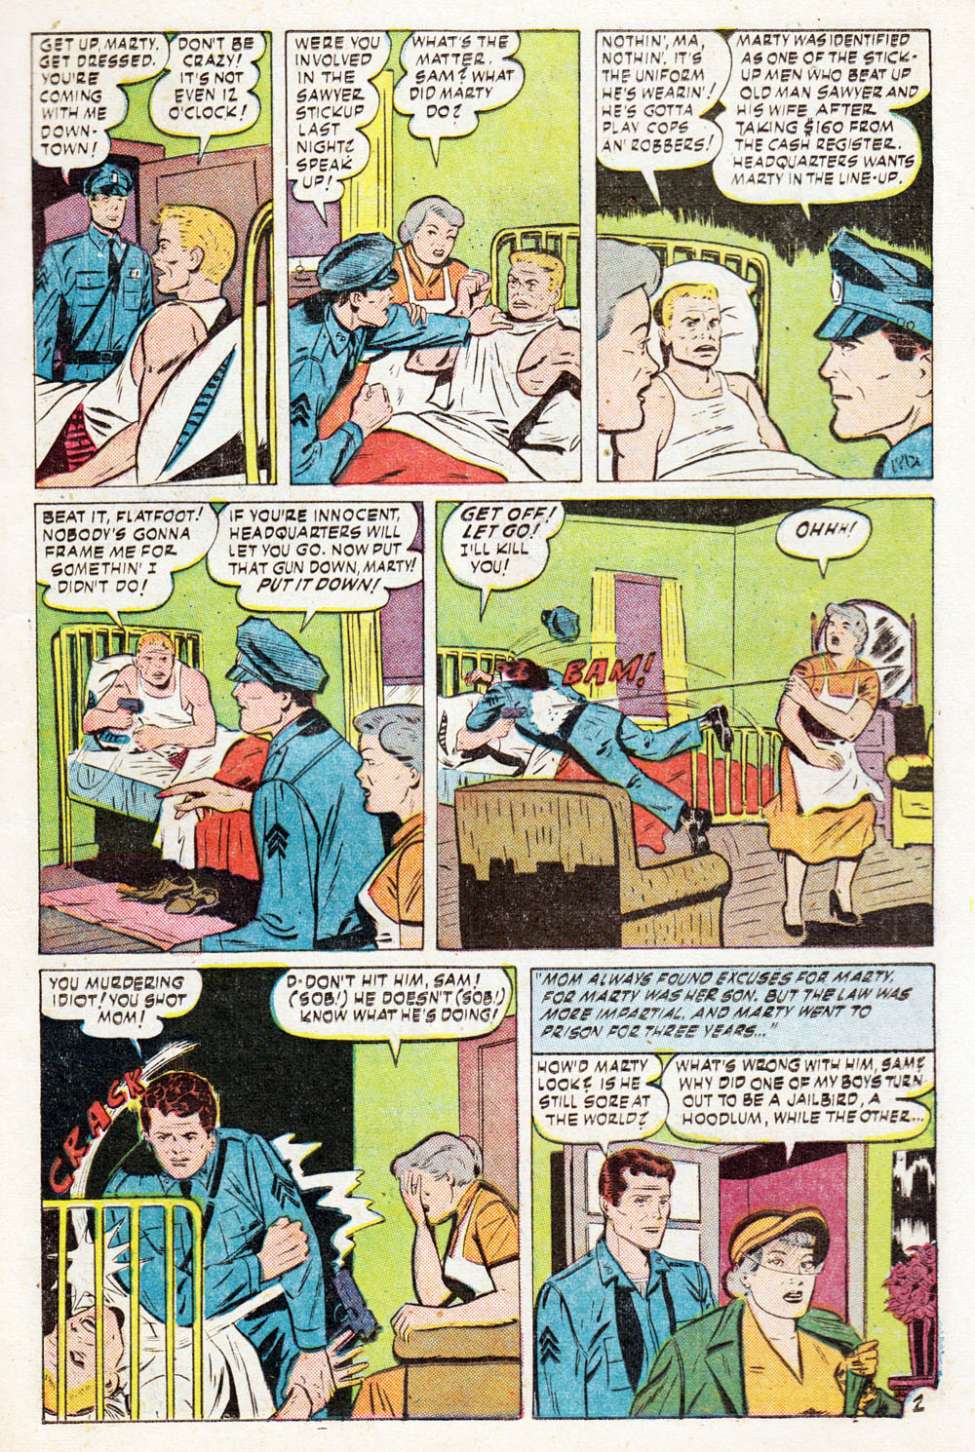 GET UP, MARTY.
GET DRESSED.
YOU'RE
COMING
WITH ME
DOWN-
TOWN!
DON'T BE
CRAZY!
IT'S NOT
EVEN 12
O'CLOCK!
WERE YOU
INVOLVED
IN THE
SAWYER
STICKUP
LAST
NIGHT?
SPEAK
UP!
WHAT'S THE
MATTER,
SAM? WHAT
DID MARTY
DO?
NOTHIN', MA,
NOTHIN'. IT'S
THE UNIFORM
HE'S WEARIN'!
HE'S GOTTA
PLAY COPS
AN' ROBBERS!
MARTY WAS IDENTIFIED
AS ONE OF THE STICK-
UP MEN WHO BEAT UP
OLD MAN SAWYER AND
HIS WIFE AFTER
TAKING $160 FROM
THE CASH REGISTER.
HEADQUARTERS WANTS
MARTY IN THE LINE-UP.
BEAT IT, FLATFOOT!
NOBODY'S GONNA
FRAME ME FOR
SOMETHIN' I
DIDN'T DO!
IF YOU'RE INNOCENT,
HEADQUARTERS WILL
LET YOU GO. NOW PUT
THAT GUN DOWN, MARTY!
PUT IT DOWN!
GET OFF!
LET GO!
I'LL KILL
YOU!
BAM!
OHHH!
YOU MURDERING
IDIOT! YOU SHOT
MOM!
CRACK
D-DON'T HIT HIM, SAM!
(SOB!) HE DOESN'T (SOB!)
KNOW WHAT HE'S DOING!
"MOM ALWAYS FOUND EXCUSES FOR MARTY,
FOR MARTY WAS HER SON. BUT THE LAW WAS
MORE IMPARTIAL, AND MARTY WENT TO
PRISON FOR THREE YEARS..."
HOW'D MARTY
LOOK? IS HE
STILL SORE AT
THE WORLD?
WHAT'S WRONG WITH HIM, SAM?
WHY DID ONE OF MY BOYS TURN
OUT TO BE A JAILBIRD, A
HOODLUM, WHILE THE OTHER...
2